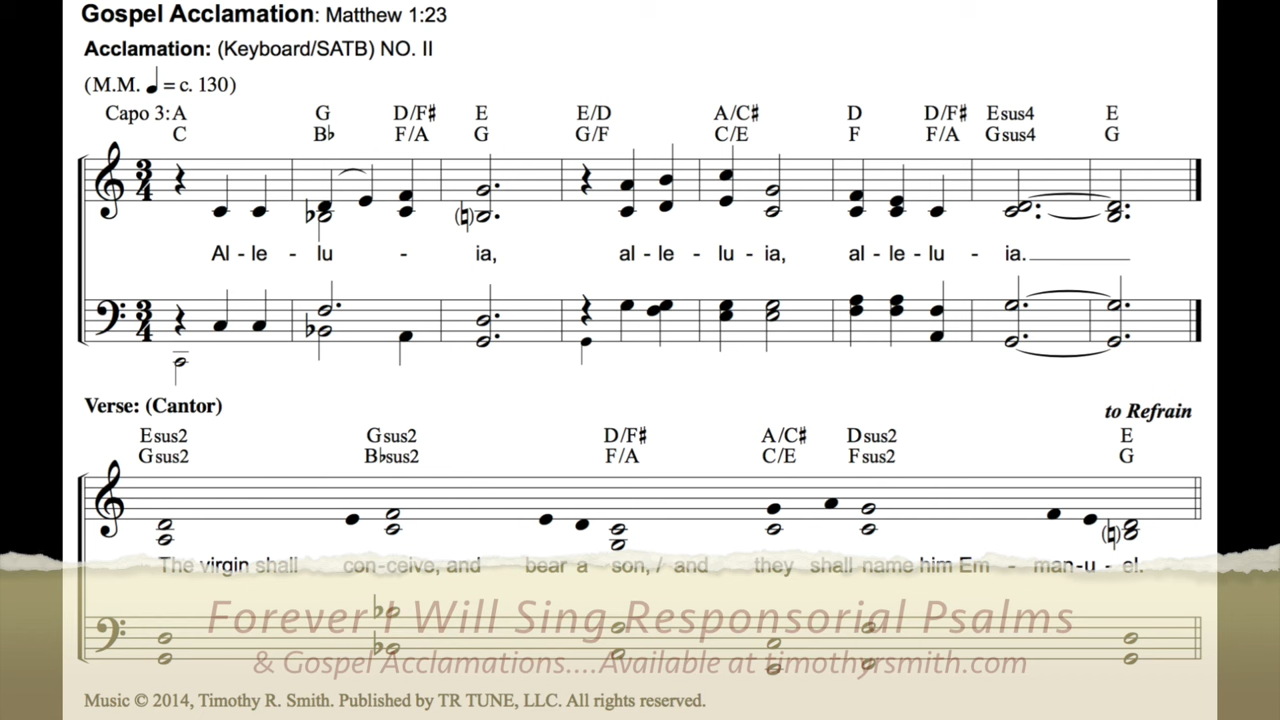 Gospel Acclamation: Matthew 1:23
Acclamation: (Keyboard/SATB) NO. II
(M.M. ♩ = c. 130)
Capo 3: A G D/F♯ E E/D A/C♯ D D/F♯ Esus4 E
C B♭ F/A G G/F C/E F F/A Gsus4 G
3/4
Al - le - lu - ia, al - le - lu - ia, al - le - lu - ia.
3/4
Verse: (Cantor)
to Refrain
Esus2 Gsus2 D/F♯ A/C♯ Dsus2 E
Gsus2 B♭sus2 F/A C/E Fsus2 G
The virgin shall con-ceive, and bear a son, / and they shall name him Em - man-u - el.
Forever I Will Sing Responsorial Psalms
& Gospel Acclamations....Available at timothyrsmith.com
Music © 2014, Timothy R. Smith. Published by TR TUNE, LLC. All rights reserved.